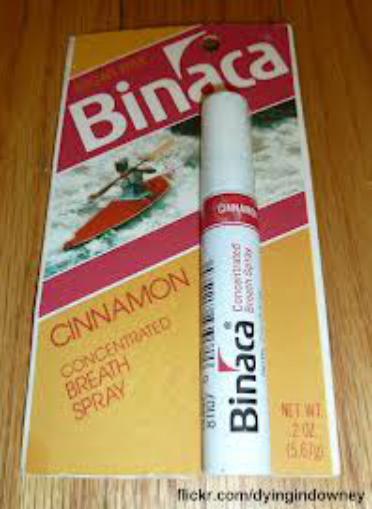 Binaca
CINNAMON
CONCENTRATED
BREATH
SPRAY
NET WT.
.2 OZ.
(5.67g)
CINNAMON
Binaca®
Concentrated
Breath Spray
flickr.com/dyingindowney